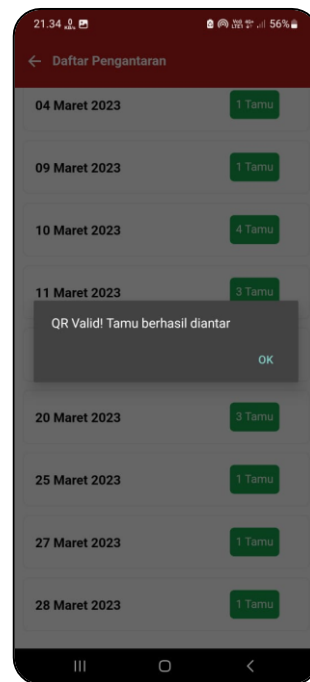 21.34
56%
Daftar Pengantaran
04 Maret 2023 1 Tamu
09 Maret 2023 1 Tamu
10 Maret 2023 4 Tamu
11 Maret 2023 3 Tamu
QR Valid! Tamu berhasil diantar
OK
20 Maret 2023 3 Tamu
25 Maret 2023 1 Tamu
27 Maret 2023 1 Tamu
28 Maret 2023 1 Tamu